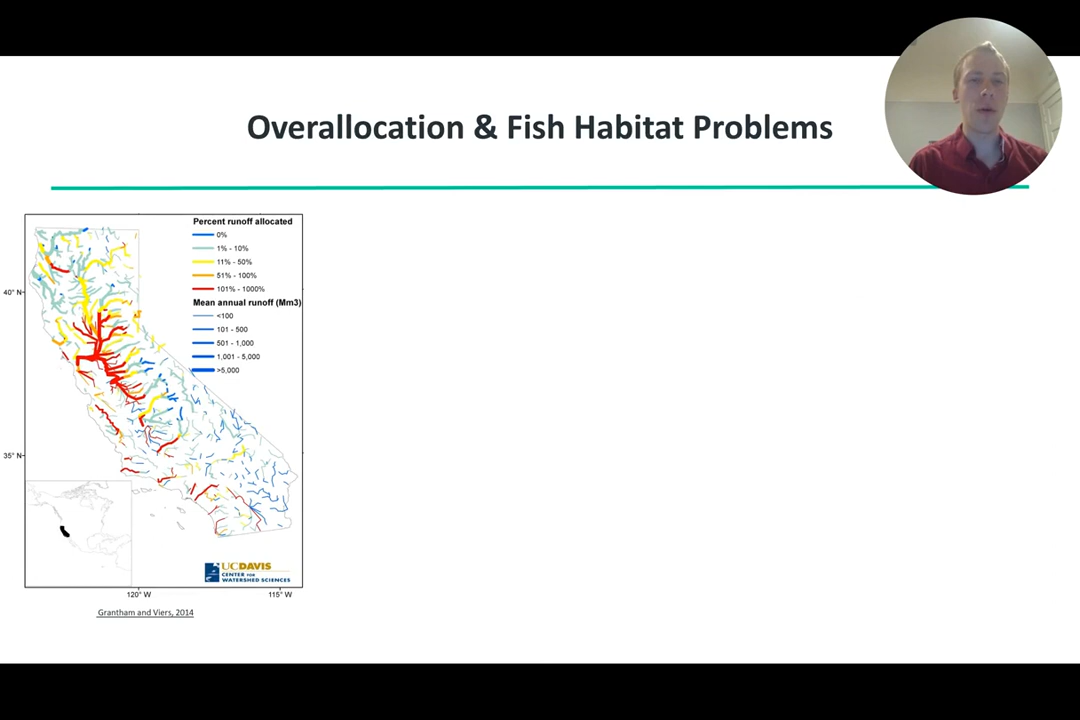 Overallocation & Fish Habitat Problems
Percent runoff allocated
0%
1% - 10%
11% - 50%
51% - 100%
101% - 1000%
Mean annual runoff (Mm3)
<100
101 - 500
501 - 1,000
1,001 - 5,000
>5,000
40° N
35° N
UCDAVIS
CENTER FOR
WATERSHED SCIENCES
120° W
115° W
Grantham and Viers, 2014